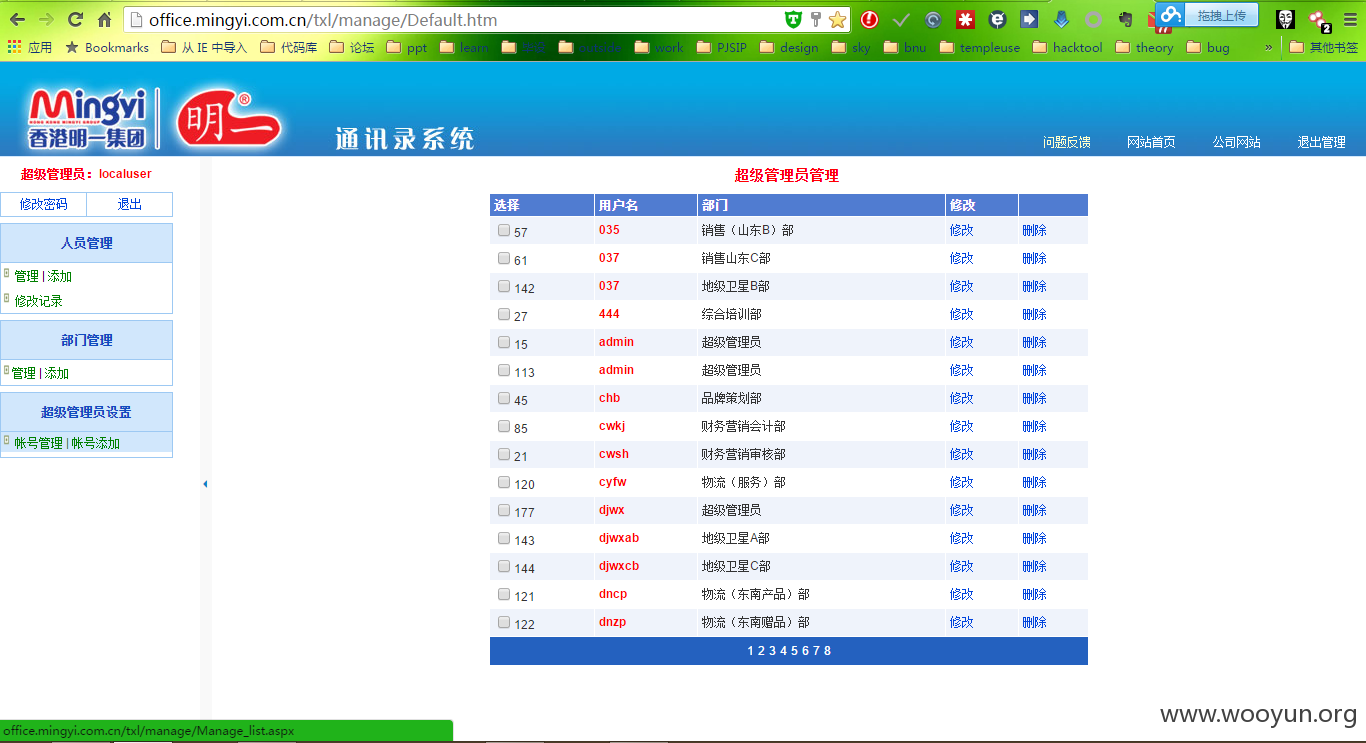 office.mingyi.com.cn/txl/manage/Default.htm
拖拽上传
2
应用 Bookmarks 从 IE 中导入 代码库 论坛 ppt learn work PJSIP design sky bnu templeuse hacktool theory bug » 其他书签
Mingyi
HONG KONG MINGYI GROUP
香港明一集团
明一®
通讯录系统
问题反馈 网站首页 公司网站 退出管理
超级管理员：localuser
修改密码 退出
人员管理
管理 | 添加
修改记录
部门管理
管理 | 添加
超级管理员设置
帐号管理 | 帐号添加
超级管理员管理
选择 用户名 部门 修改
57 035 销售（山东B）部 修改 删除
61 037 销售山东C部 修改 删除
142 037 地级卫星B部 修改 删除
27 444 综合培训部 修改 删除
15 admin 超级管理员 修改 删除
113 admin 超级管理员 修改 删除
45 chb 品牌策划部 修改 删除
85 cwkj 财务营销会计部 修改 删除
21 cwsh 财务营销审核部 修改 删除
120 cyfw 物流（服务）部 修改 删除
177 djwx 超级管理员 修改 删除
143 djwxab 地级卫星A部 修改 删除
144 djwxcb 地级卫星C部 修改 删除
121 dncp 物流（东南产品）部 修改 删除
122 dnzp 物流（东南赠品）部 修改 删除
1 2 3 4 5 6 7 8
www.wooyun.org
office.mingyi.com.cn/txl/manage/Manage_list.aspx